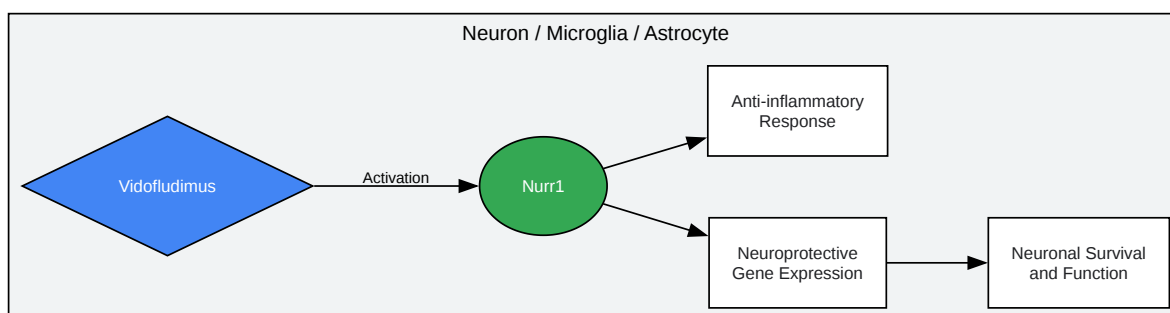 Neuron / Microglia / Astrocyte
Vidofludimus
Activation
Nurr1
Anti-inflammatory
Response
Neuroprotective
Gene Expression
Neuronal Survival
and Function